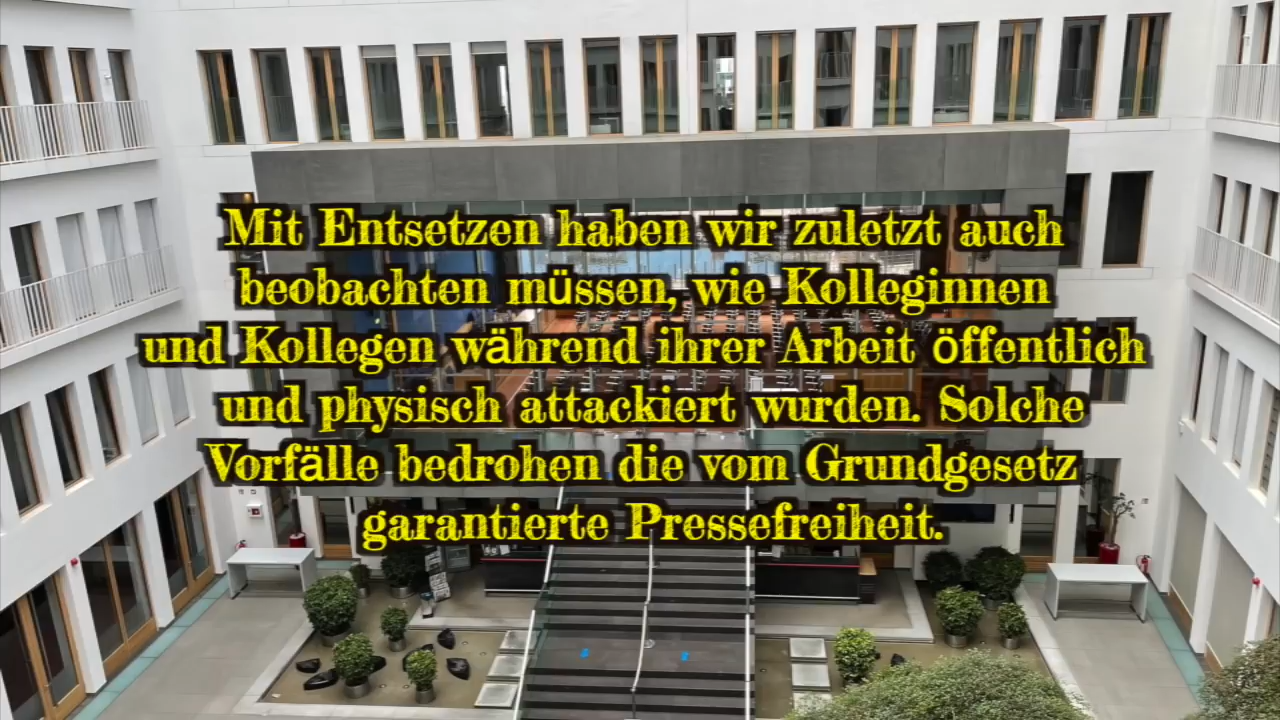 Mit Entsetzen haben wir zuletzt auch
beobachten müssen, wie Kolleginnen
und Kollegen während ihrer Arbeit öffentlich
und physisch attackiert wurden. Solche
Vorfälle bedrohen die vom Grundgesetz
garantierte Pressefreiheit.